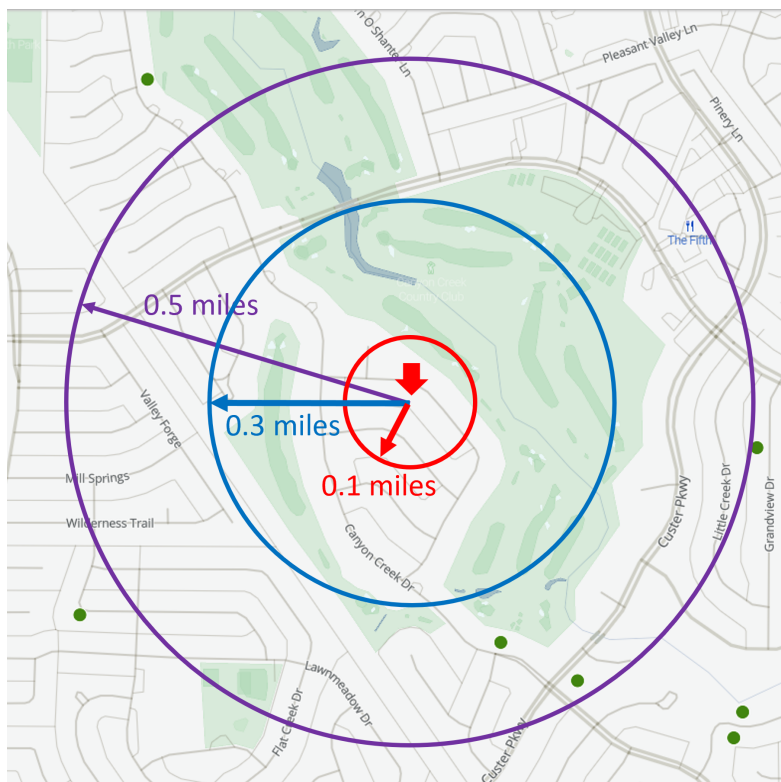 Pleasant Valley Ln
O Shanter Ln
Pinery Ln
The Fifth
0.5 miles
0.3 miles
0.1 miles
Valley Forge
Mill Springs
Wilderness Trail
Canyon Creek Dr
Custer Pkwy
Little Creek Dr
Grandview Dr
Lawnmeadow Dr
Flat Creek Dr
Custer Pkwy